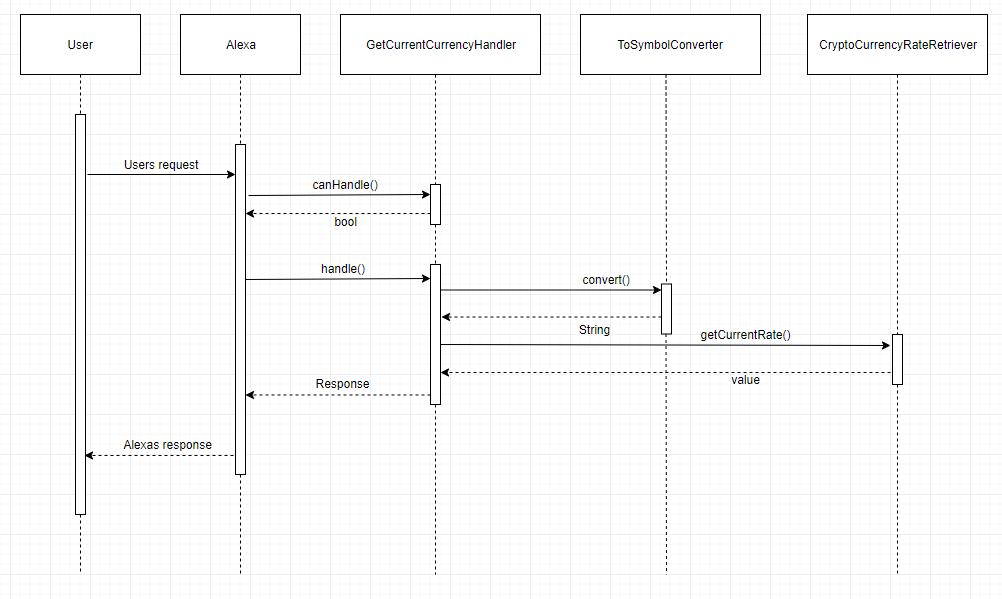 User
Alexa
GetCurrentCurrencyHandler
ToSymbolConverter
CryptoCurrencyRateRetriever
Users request
canHandle()
bool
handle()
convert()
String
getCurrentRate()
value
Response
Alexas response